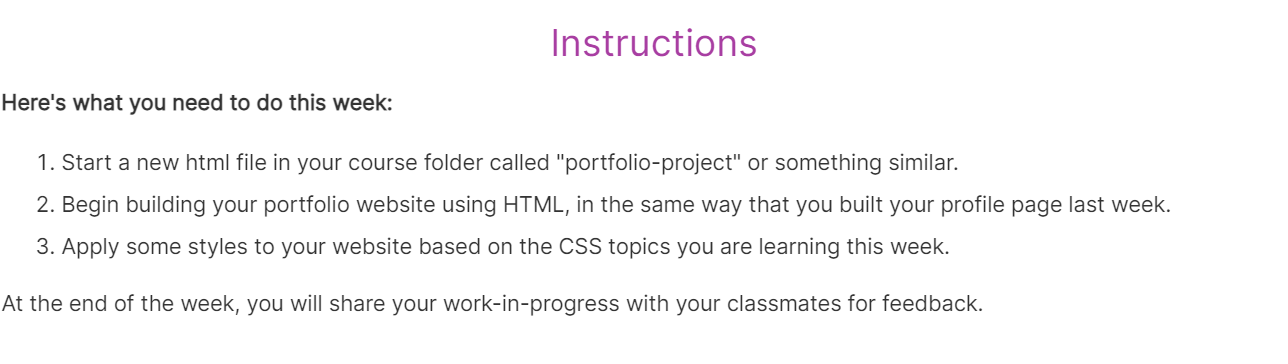 Instructions
Here's what you need to do this week:
1. Start a new html file in your course folder called "portfolio-project" or something similar.
2. Begin building your portfolio website using HTML, in the same way that you built your profile page last week.
3. Apply some styles to your website based on the CSS topics you are learning this week.
At the end of the week, you will share your work-in-progress with your classmates for feedback.